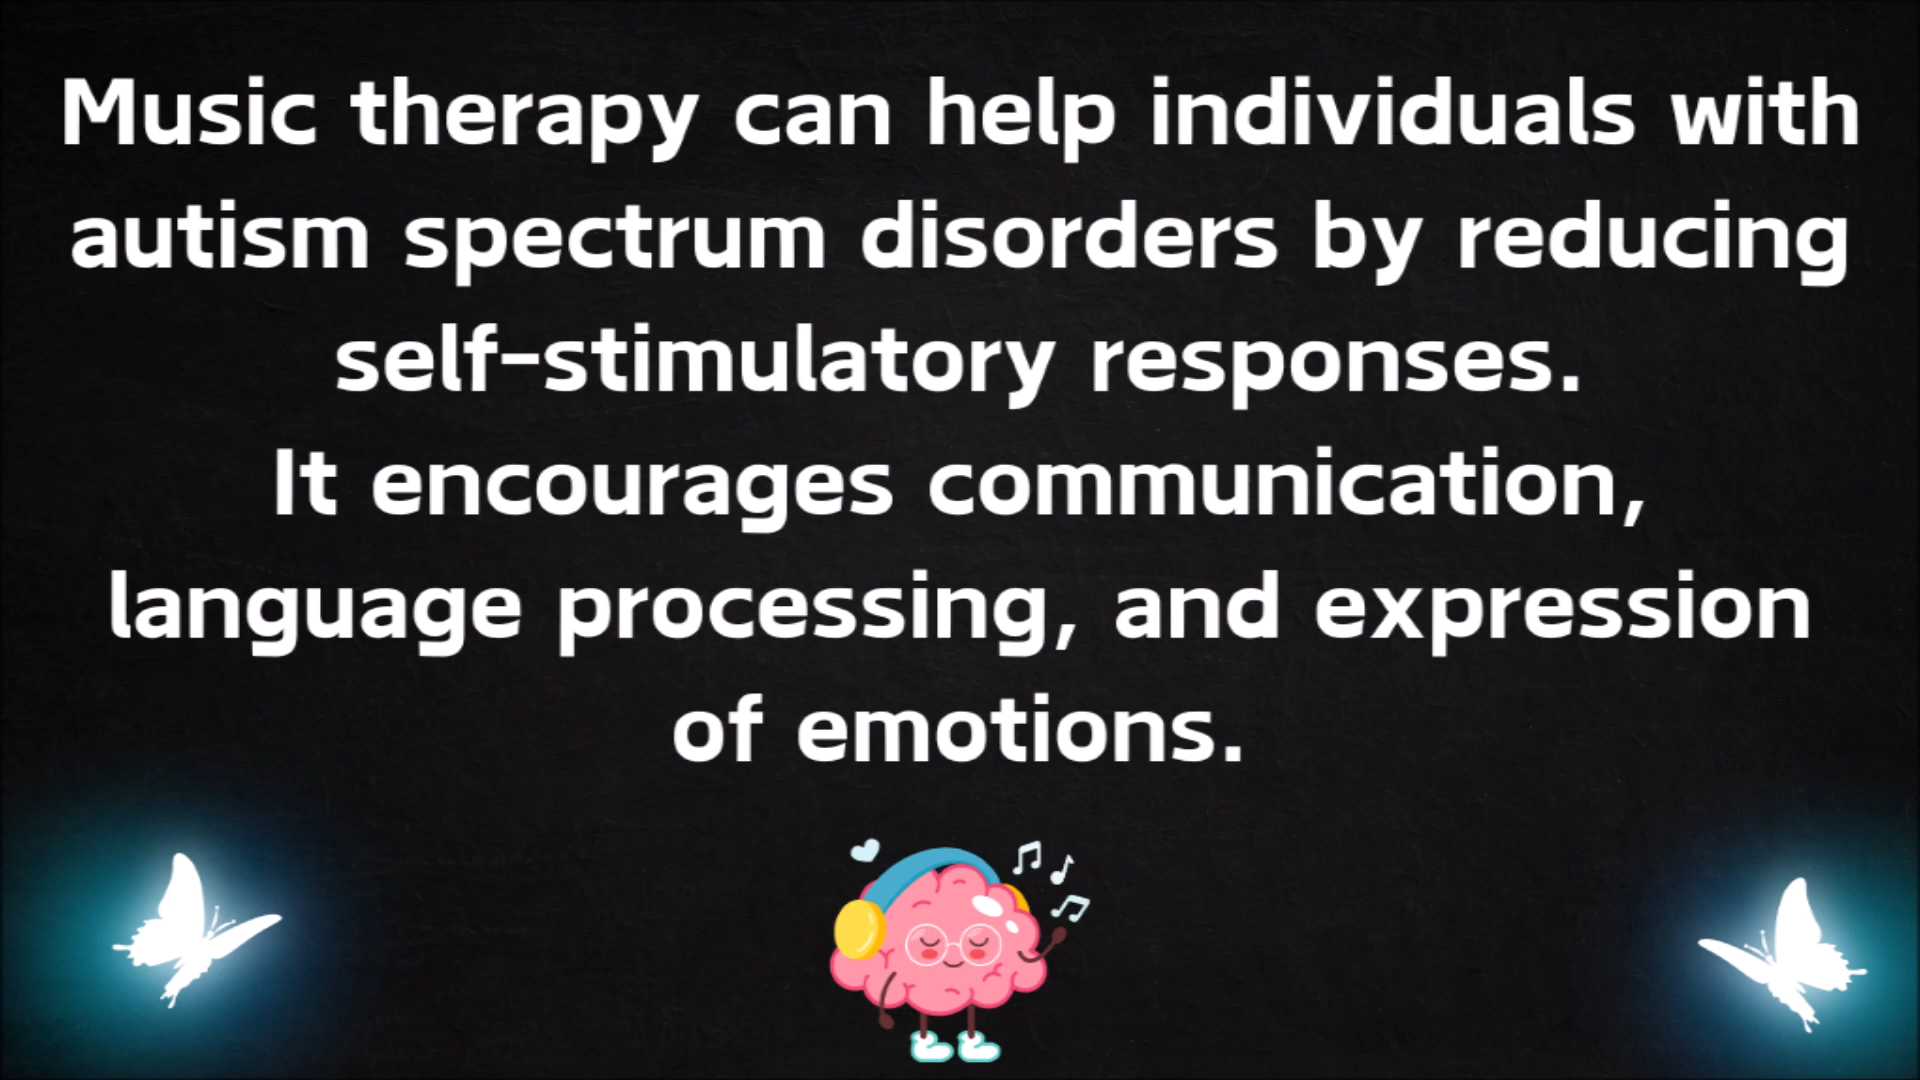 Music therapy can help individuals with
autism spectrum disorders by reducing
self-stimulatory responses.
It encourages communication,
language processing, and expression
of emotions.